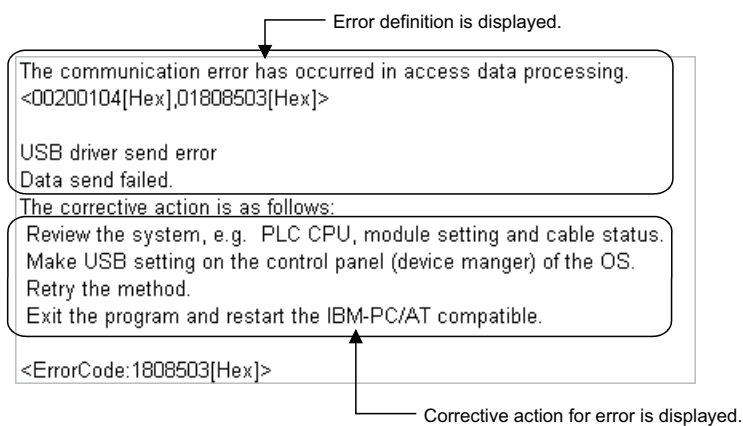 Error definition is displayed.
The communication error has occurred in access data processing.
<00200104[Hex],01808503[Hex]>
USB driver send error
Data send failed.
The corrective action is as follows:
Review the system, e.g. PLC CPU, module setting and cable status.
Make USB setting on the control panel (device manger) of the OS.
Retry the method.
Exit the program and restart the IBM-PC/AT compatible.
<ErrorCode:1808503[Hex]>
Corrective action for error is displayed.